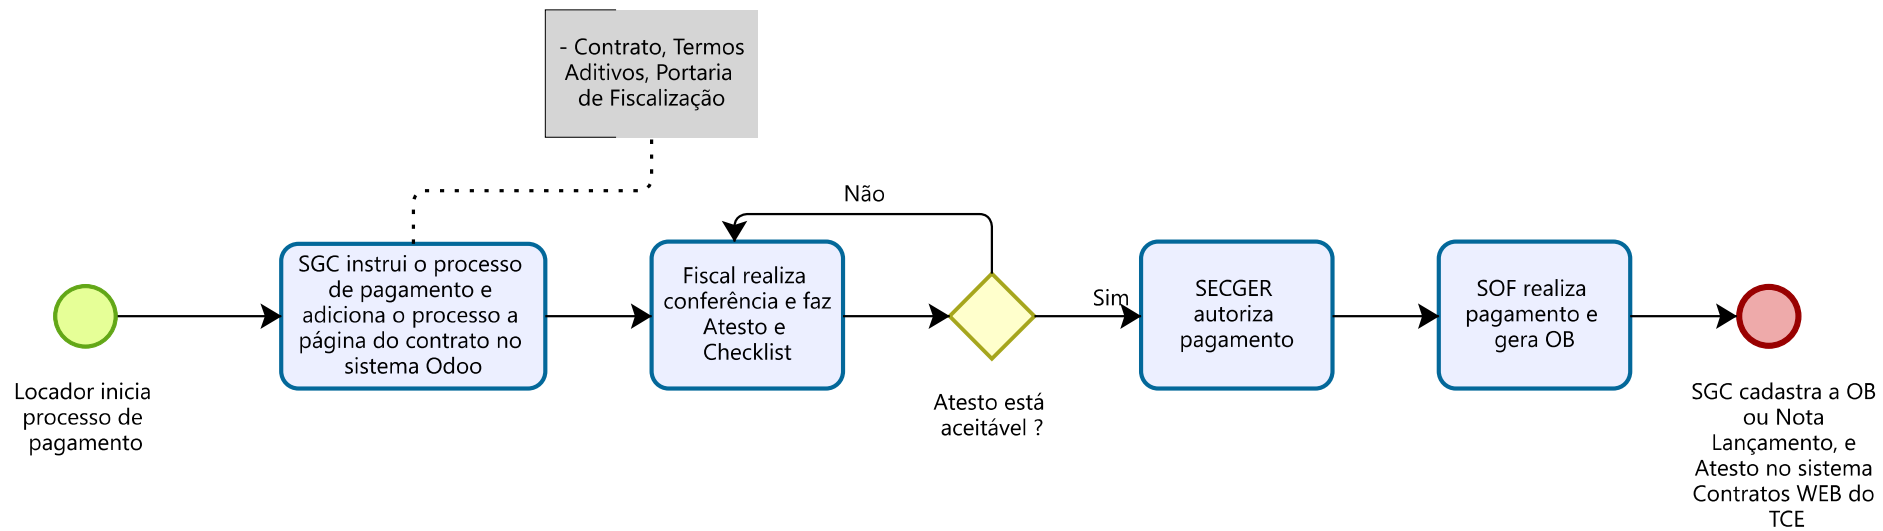 - Contrato, Termos
Aditivos, Portaria
de Fiscalização
Não
SGC instrui o processo
de pagamento e
adiciona o processo a
página do contrato no
sistema Odoo
Fiscal realiza
conferência e faz
Atesto e
Checklist
Sim
SECGER
autoriza
pagamento
SOF realiza
pagamento e
gera OB
Locador inicia
processo de
pagamento
Atesto está
aceitável ?
SGC cadastra a OB
ou Nota
Lançamento, e
Atesto no sistema
Contratos WEB do
TCE